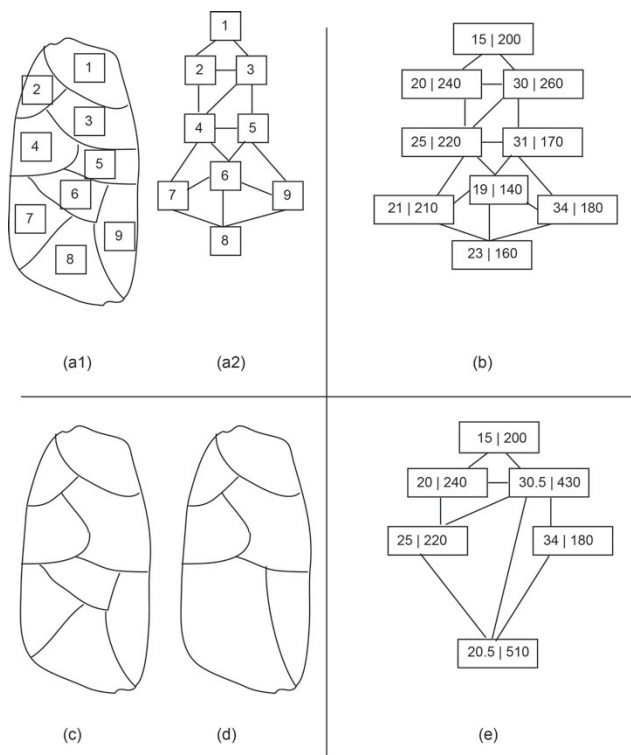 1
2
3
4
5
6
7
8
9
(a1)
1
2 3
4 5
6
7 9
8
(a2)
15 | 200
20 | 240 30 | 260
25 | 220 31 | 170
19 | 140
21 | 210 34 | 180
23 | 160
(b)
(c)
(d)
15 | 200
20 | 240 30.5 | 430
25 | 220 34 | 180
20.5 | 510
(e)